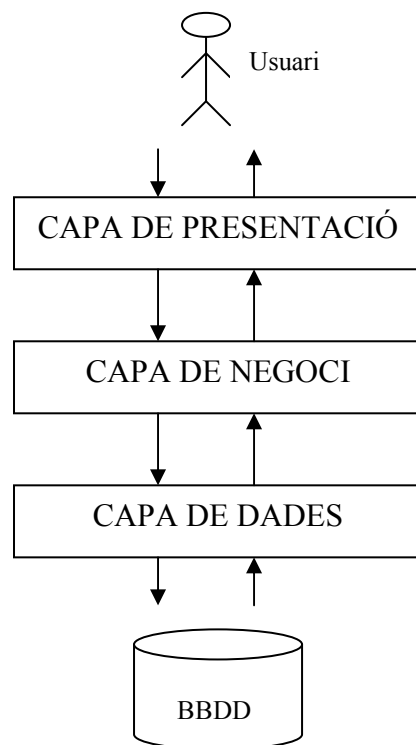 Usuari
CAPA DE PRESENTACIÓ
CAPA DE NEGOCI
CAPA DE DADES
BBDD